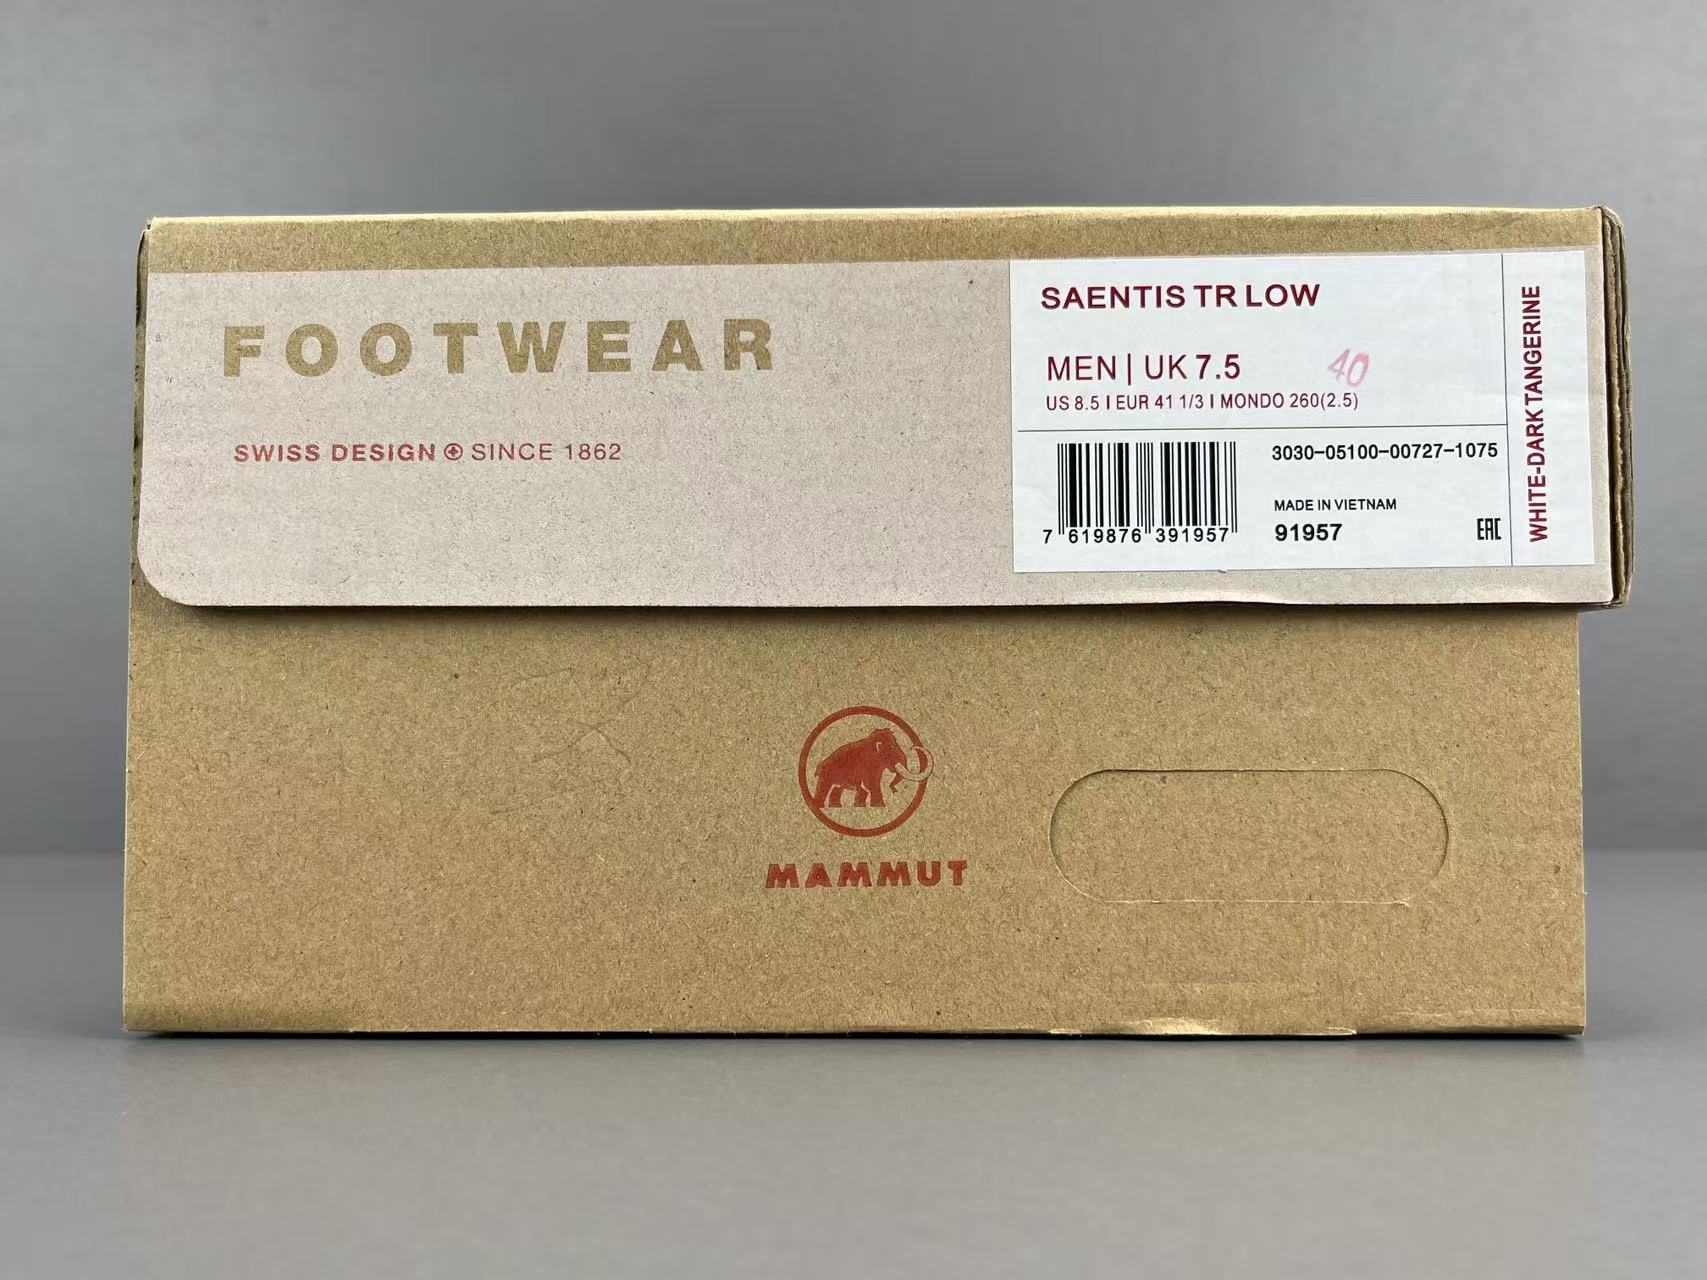 FOOTWEAR
SWISS DESIGN SINCE 1862
SAENTIS TR LOW
MEN | UK 7.5
40
US 8.5 | EUR 41 1/3 | MONDO 260(2.5)
7 619876 391957
3030-05100-00727-1075
MADE IN VIETNAM
91957
EAC
WHITE-DARK TANGERINE
MAMMUT